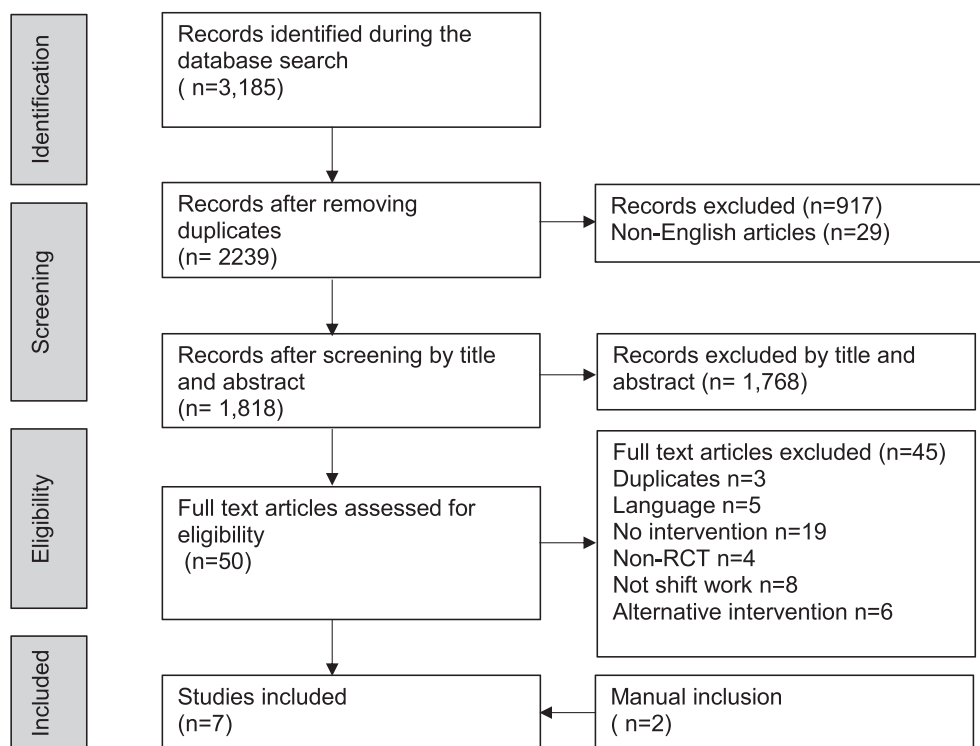 Identification
Records identified during the
database search
( n=3,185)
Screening
Records after removing
duplicates
(n= 2239)
Records excluded (n=917)
Non-English articles (n=29)
Records after screening by title
and abstract
(n= 1,818)
Records excluded by title and
abstract (n= 1,768)
Eligibility
Full text articles assessed for
eligibility
(n=50)
Full text articles excluded (n=45)
Duplicates n=3
Language n=5
No intervention n=19
Non-RCT n=4
Not shift work n=8
Alternative intervention n=6
Included
Studies included
(n=7)
Manual inclusion
( n=2)